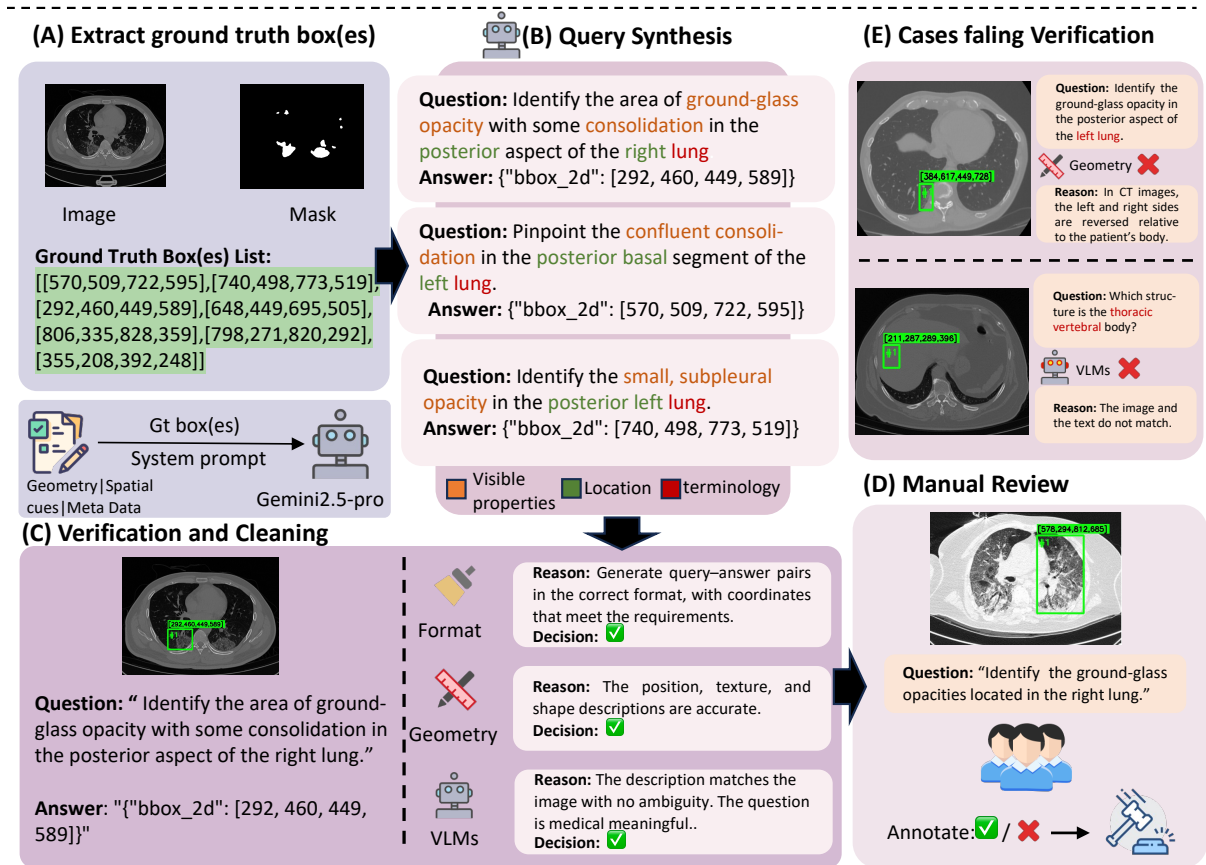 (A) Extract ground truth box(es)
Image
Mask
Ground Truth Box(es) List:
[[570,509,722,595],[740,498,773,519],
[292,460,449,589],[648,449,695,505],
[806,335,828,359],[798,271,820,292],
[355,208,392,248]]
Gt box(es)
System prompt
Geometry|Spatial
cues|Meta Data
Gemini2.5-pro
(B) Query Synthesis
Question: Identify the area of ground-glass
opacity with some consolidation in the
posterior aspect of the right lung
Answer: {"bbox_2d": [292, 460, 449, 589]}
Question: Pinpoint the confluent consoli-
dation in the posterior basal segment of the
left lung.
Answer: {"bbox_2d": [570, 509, 722, 595]}
Question: Identify the small, subpleural
opacity in the posterior left lung.
Answer: {"bbox_2d": [740, 498, 773, 519]}
Visible
properties
Location
terminology
(E) Cases faling Verification
[384,617,449,728]
#1
Question: Identify the
ground-glass opacity in
the posterior aspect of
the left lung.
Geometry
Reason: In CT images,
the left and right sides
are reversed relative
to the patient's body.
[211,287,289,396]
#1
Question: Which struc-
ture is the thoracic
vertebral body?
VLMs
Reason: The image and
the text do not match.
(C) Verification and Cleaning
[292,460,449,589]
#1
Question: “ Identify the area of ground-
glass opacity with some consolidation in
the posterior aspect of the right lung.”
Answer: "{"bbox_2d": [292, 460, 449,
589]}"
Format
Reason: Generate query–answer pairs
in the correct format, with coordinates
that meet the requirements.
Decision: ✅
Geometry
Reason: The position, texture, and
shape descriptions are accurate.
Decision: ✅
VLMs
Reason: The description matches the
image with no ambiguity. The question
is medical meaningful..
Decision: ✅
(D) Manual Review
[578,294,812,685]
#1
Question: “Identify the ground-glass
opacities located in the right lung.”
Annotate: ✅ / ❌